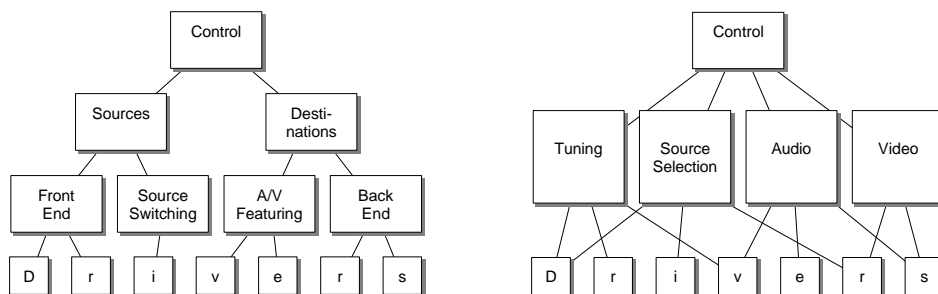 Control
Sources
Desti-
nations
Front
End
Source
Switching
A/V
Featuring
Back
End
D r i v e r s
Control
Tuning
Source
Selection
Audio
Video
D r i v e r s